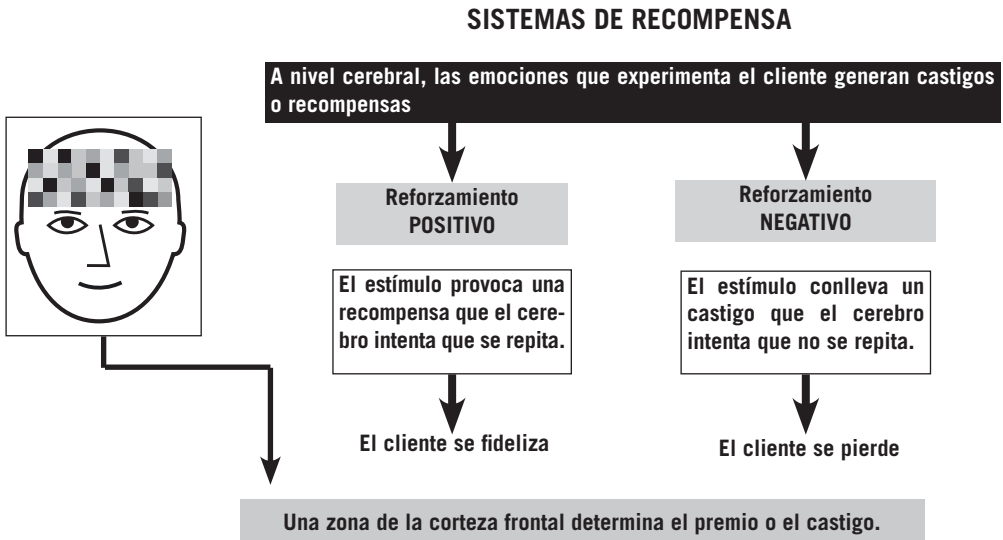 SISTEMAS DE RECOMPENSA
A nivel cerebral, las emociones que experimenta el cliente generan castigos
o recompensas
Reforzamiento
POSITIVO
El estímulo provoca una
recompensa que el cere-
bro intenta que se repita.
El cliente se fideliza
Reforzamiento
NEGATIVO
El estímulo conlleva un
castigo que el cerebro
intenta que no se repita.
El cliente se pierde
Una zona de la corteza frontal determina el premio o el castigo.